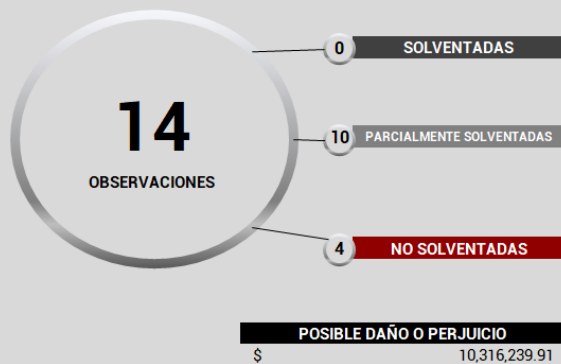 14
OBSERVACIONES
0 SOLVENTADAS
10 PARCIALMENTE SOLVENTADAS
4 NO SOLVENTADAS
POSIBLE DAÑO O PERJUICIO
$ 10,316,239.91